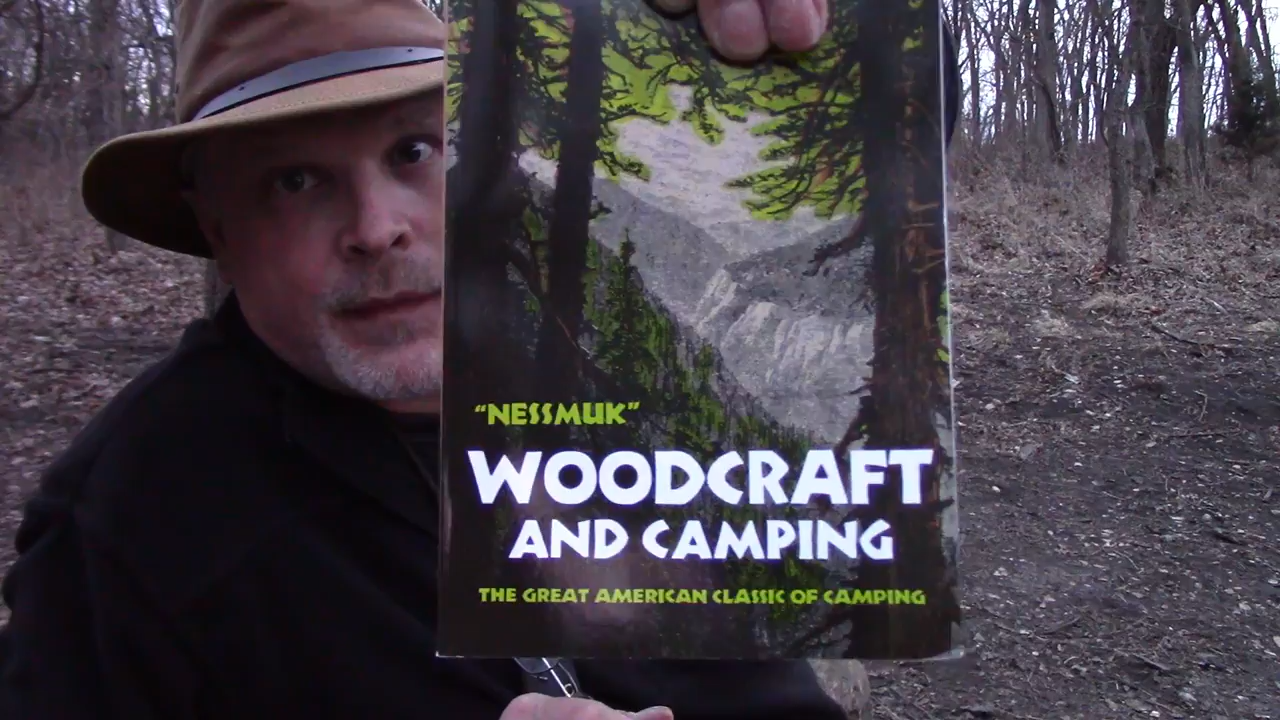 “NESSMUK”
WOODCRAFT
AND CAMPING
THE GREAT AMERICAN CLASSIC OF CAMPING